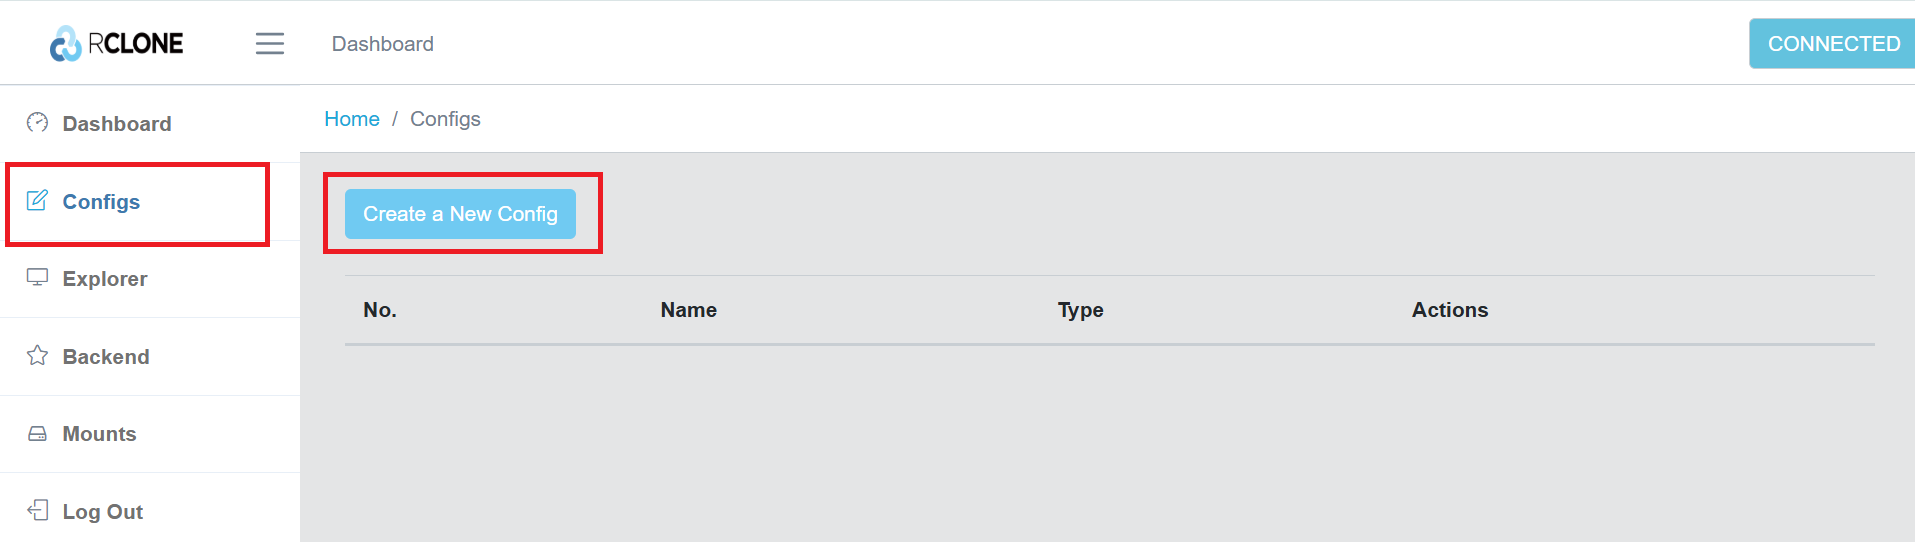 RCLONE
Dashboard
CONNECTED
Dashboard
Configs
Explorer
Backend
Mounts
Log Out
Home / Configs
Create a New Config
No. Name Type Actions